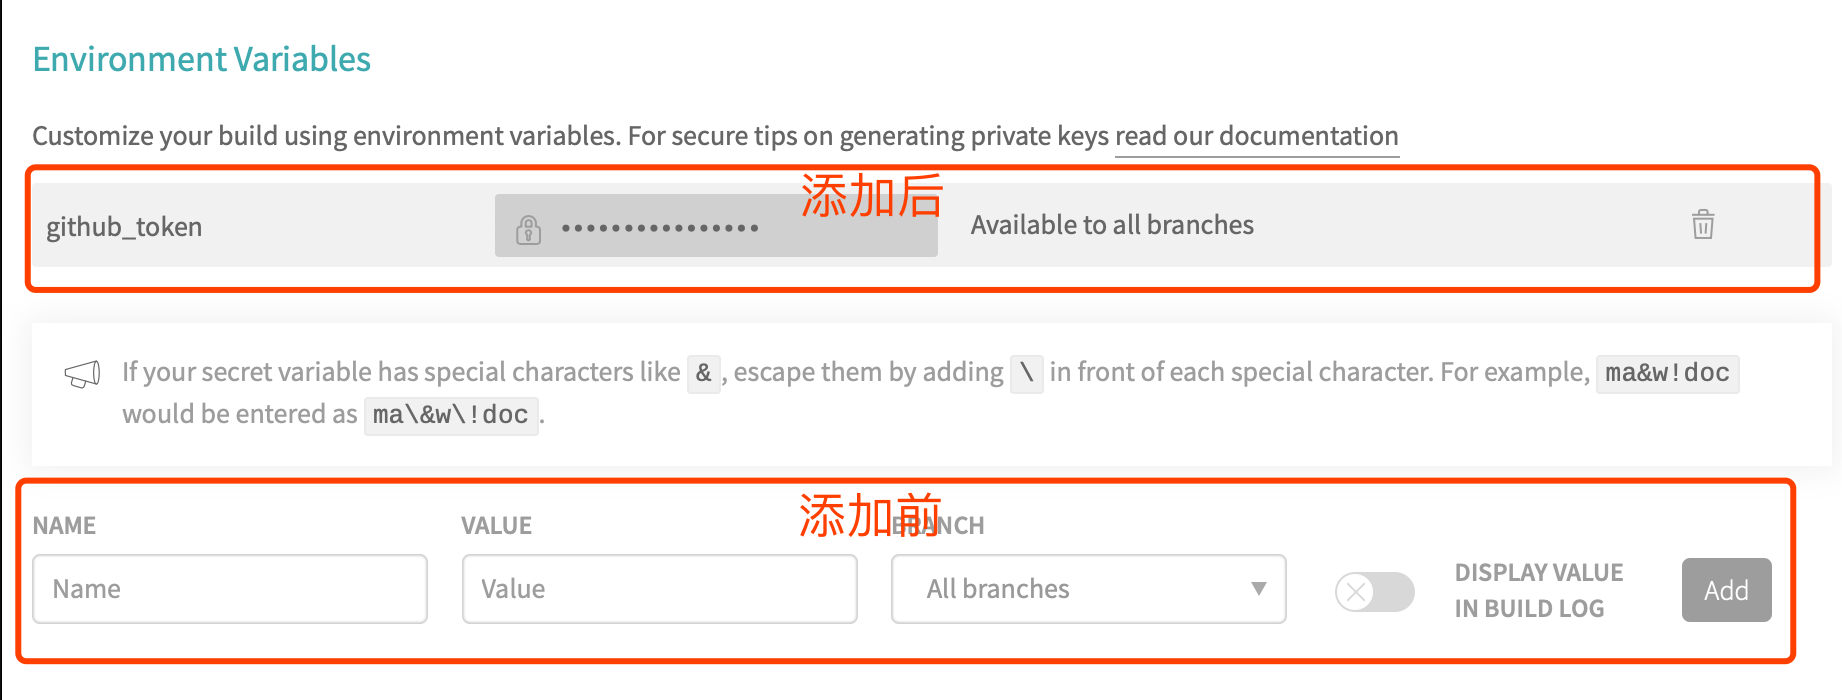 Environment Variables
Customize your build using environment variables. For secure tips on generating private keys read our documentation
添加后
github_token
•••••••••••••••• Available to all branches
If your secret variable has special characters like & , escape them by adding \ in front of each special character. For example, ma&w!doc
would be entered as ma\&w\!doc .
添加前
NAME VALUE BRANCH
Name Value All branches
DISPLAY VALUE
IN BUILD LOG
Add